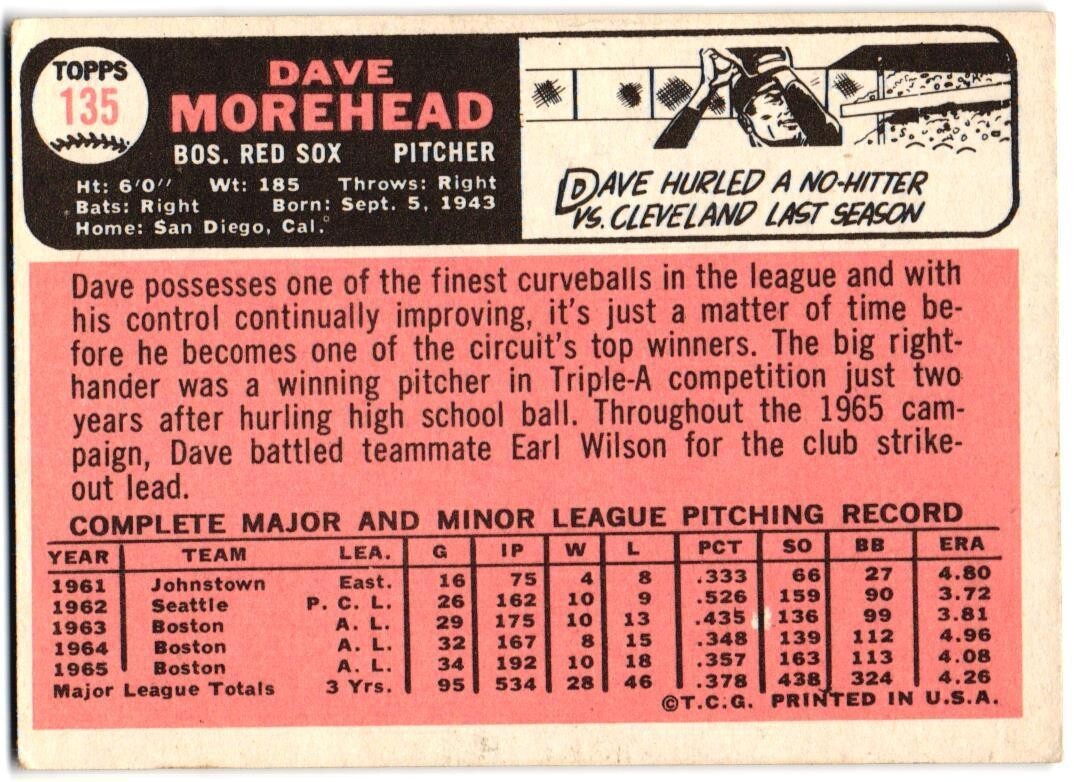 TOPPS
135
DAVE
MOREHEAD
BOS. RED SOX PITCHER
Ht: 6'0" Wt: 185 Throws: Right
Bats: Right Born: Sept. 5, 1943
Home: San Diego, Cal.
DAVE HURLED A NO-HITTER
VS. CLEVELAND LAST SEASON
Dave possesses one of the finest curveballs in the league and with
his control continually improving, it's just a matter of time be-
fore he becomes one of the circuit's top winners. The big right-
hander was a winning pitcher in Triple-A competition just two
years after hurling high school ball. Throughout the 1965 cam-
paign, Dave battled teammate Earl Wilson for the club strike-
out lead.
COMPLETE MAJOR AND MINOR LEAGUE PITCHING RECORD
YEAR TEAM LEA. G IP W L PCT SO BB ERA
1961 Johnstown East. 16 75 4 8 .333 66 27 4.80
1962 Seattle P. C. L. 26 162 10 9 .526 159 90 3.72
1963 Boston A. L. 29 175 10 13 .435 136 99 3.81
1964 Boston A. L. 32 167 8 15 .348 139 112 4.96
1965 Boston A. L. 34 192 10 18 .357 163 113 4.08
Major League Totals 3 Yrs. 95 534 28 46 .378 438 324 4.26
©T.C.G. PRINTED IN U.S.A.